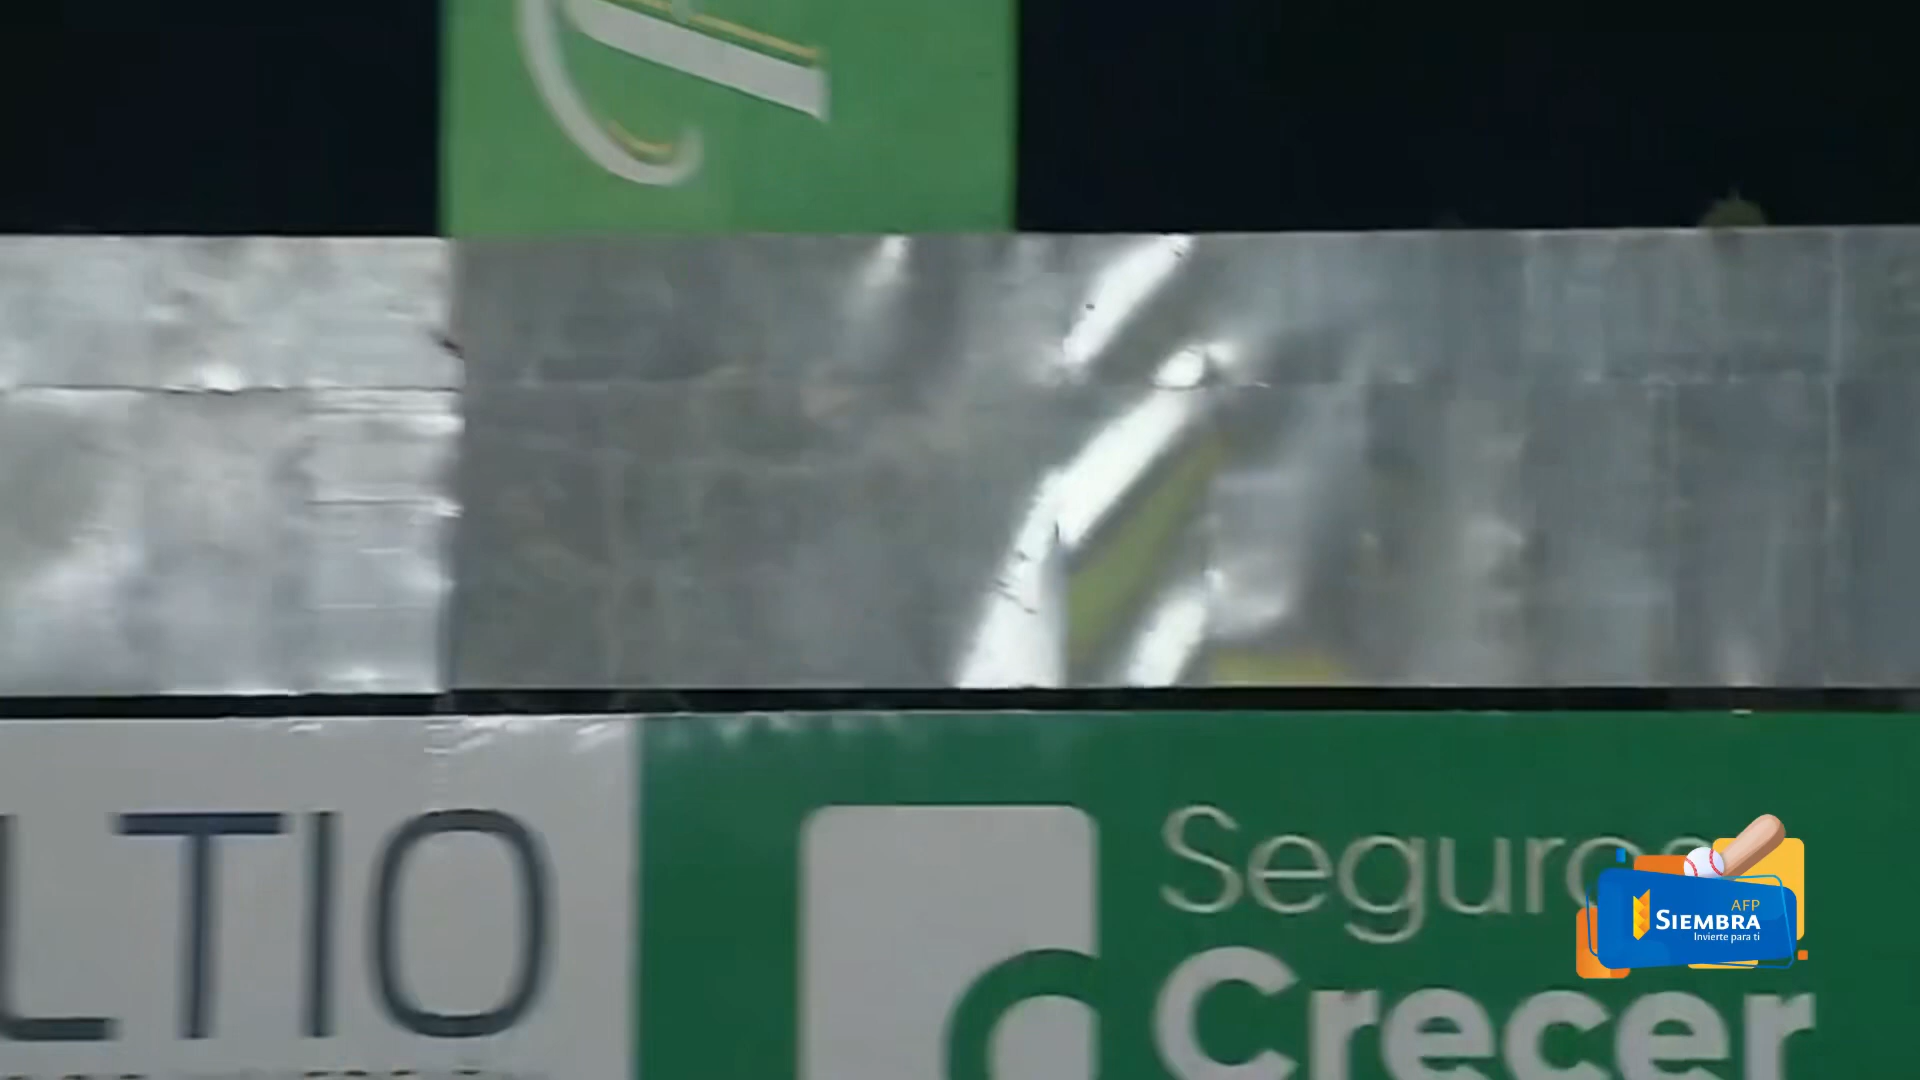 LTIO
Seguros
Crecer
AFP
SIEMBRA
Invierte para ti